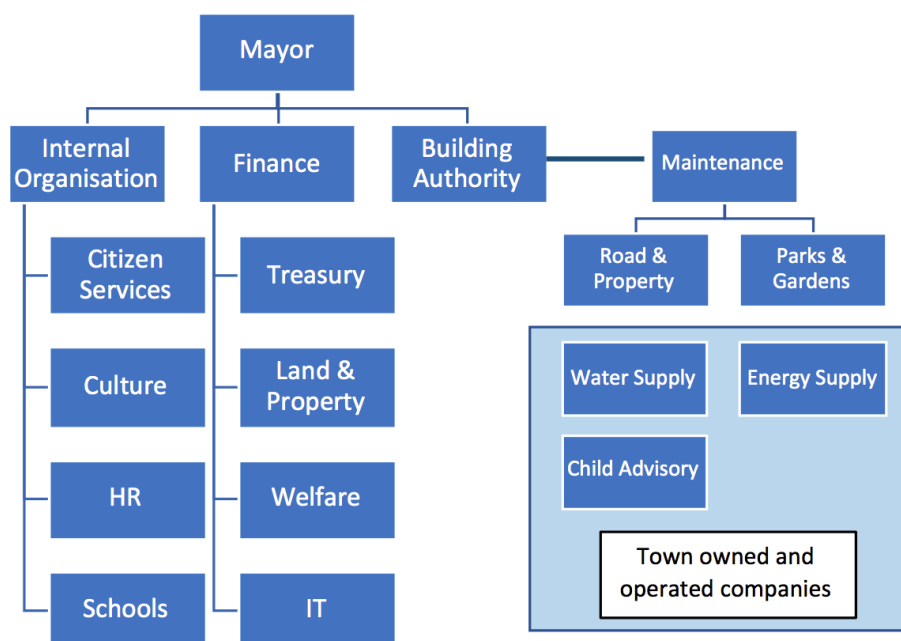 Mayor
Internal
Organisation
Finance
Building
Authority
Maintenance
Citizen
Services
Treasury
Road &
Property
Parks &
Gardens
Culture
Land &
Property
Water Supply
Energy Supply
Child Advisory
HR
Welfare
Town owned and
operated companies
Schools
IT